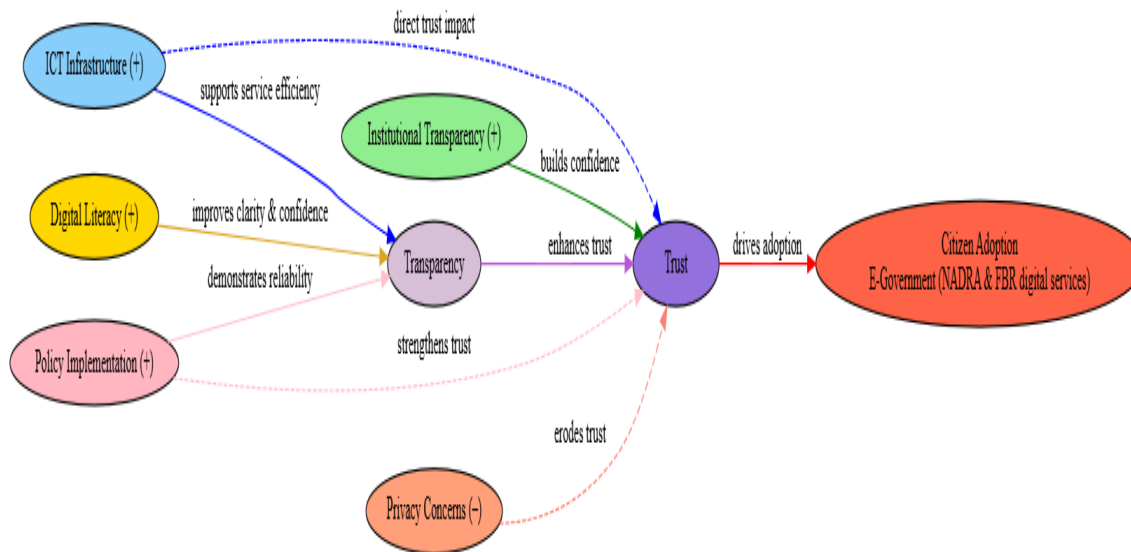 direct trust impact
ICT Infrastructure (+)
supports service efficiency
Institutional Transparency (+)
builds confidence
Digital Literacy (+)
improves clarity & confidence
Transparency
enhances trust
Trust
drives adoption
Citizen Adoption
E-Government (NADRA & FBR digital services)
demonstrates reliability
Policy Implementation (+)
strengthens trust
erodes trust
Privacy Concerns (−)